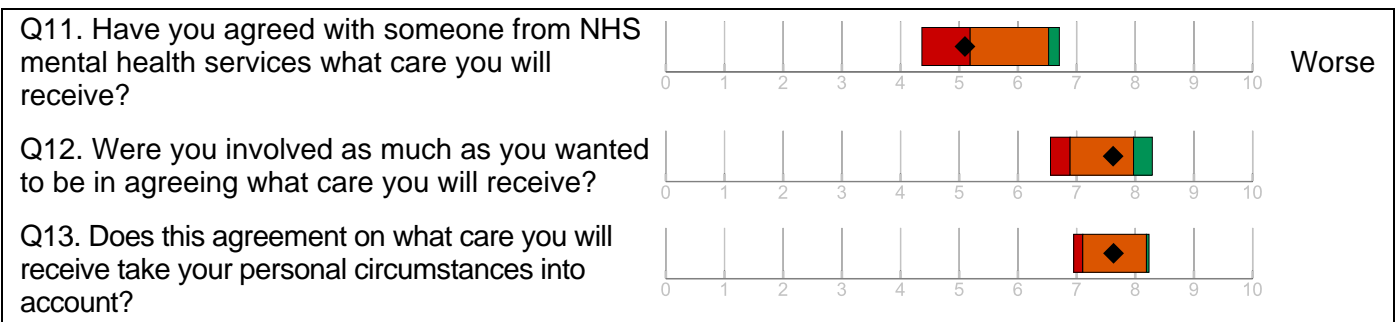 Q11. Have you agreed with someone from NHS
mental health services what care you will
receive?
Worse
0 1 2 3 4 5 6 7 8 9 10
Q12. Were you involved as much as you wanted
to be in agreeing what care you will receive?
0 1 2 3 4 5 6 7 8 9 10
Q13. Does this agreement on what care you will
receive take your personal circumstances into
account?
0 1 2 3 4 5 6 7 8 9 10